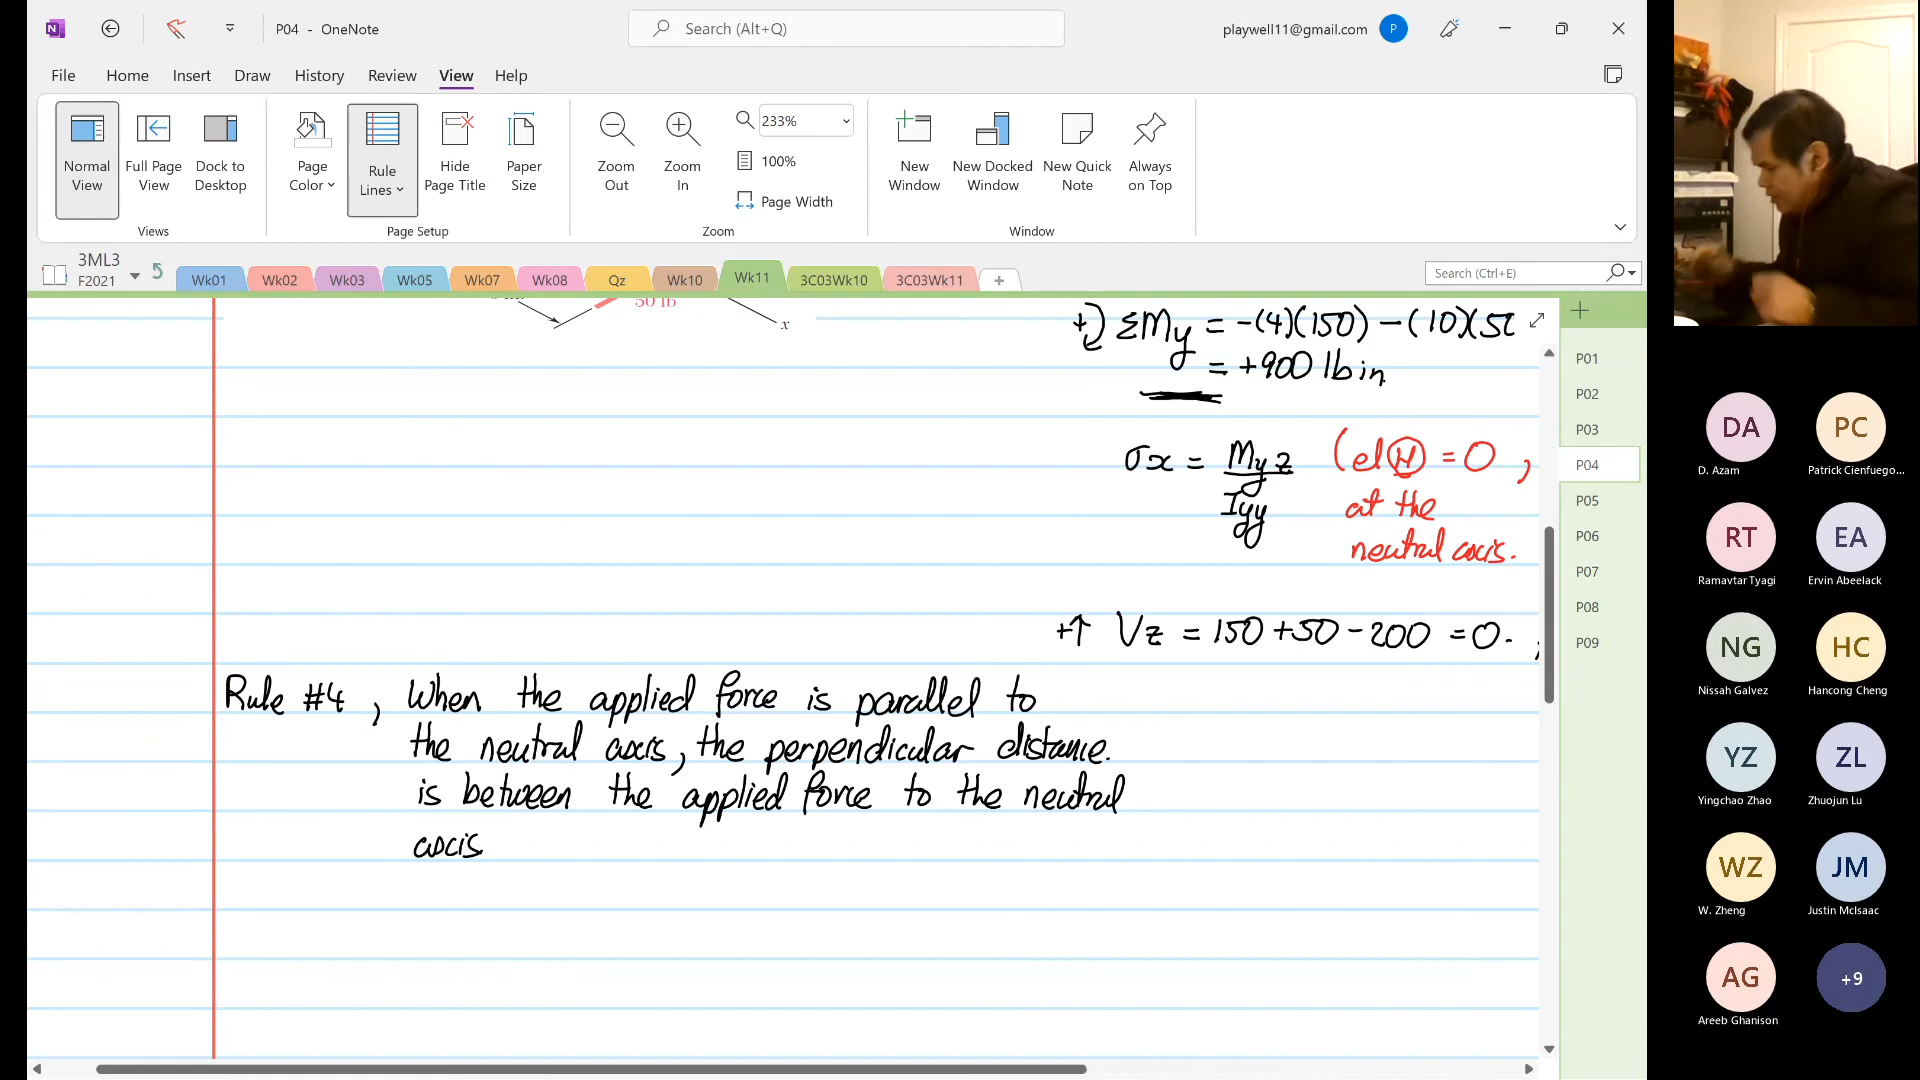 P04 - OneNote
Search (Alt+Q)
playwell11@gmail.com
P
File Home Insert Draw History Review View Help
Normal View
Full Page View
Dock to Desktop
Page Color
Rule Lines
Hide Page Title
Paper Size
Zoom Out
Zoom In
233%
100%
Page Width
New Window
New Docked Window
New Quick Note
Always on Top
Views
Page Setup
Zoom
Window
3ML3
F2021
Wk01 Wk02 Wk03 Wk05 Wk07 Wk08 Qz Wk10 Wk11 3C03Wk10 3C03Wk11
Search (Ctrl+E)
50 lb
x
+) ΣMy = -(4)(150) - (10)(50
= +900 lb in.
σx = My z / Iyy
(el H = 0,
at the
neutral axis.
+↑ Vz = 150 + 50 - 200 = 0.
Rule #4, When the applied force is parallel to
the neutral axis, the perpendicular distance.
is between the applied force to the neutral
axis
P01
P02
P03
P04
P05
P06
P07
P08
P09
DA
D. Azam
PC
Patrick Cienfuego...
RT
Ramavtar Tyagi
EA
Ervin Abeelack
NG
Nissah Galvez
HC
Hancong Cheng
YZ
Yingchao Zhao
ZL
Zhuojun Lu
WZ
W. Zheng
JM
Justin McIsaac
AG
Areeb Ghanison
+9